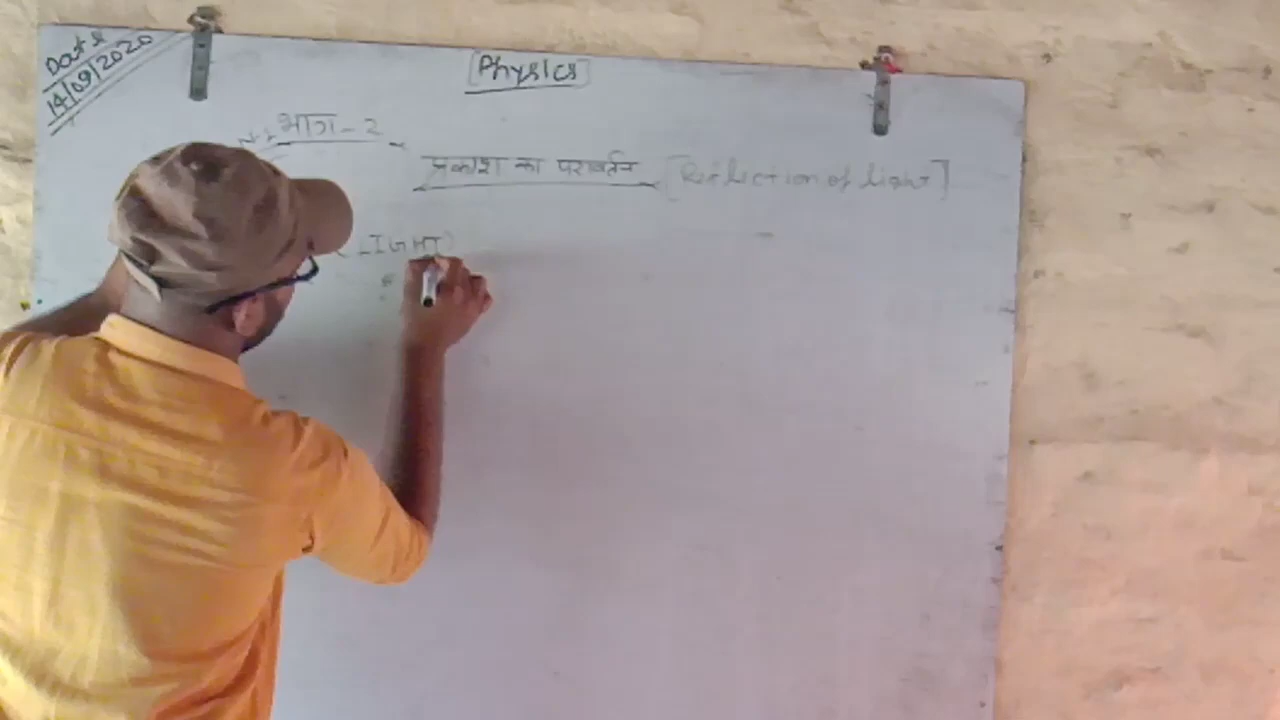 Date
14/09/2020
Physics
भाग-2
प्रकाश का परावर्तन [Reflection of light]
(LIGHT)